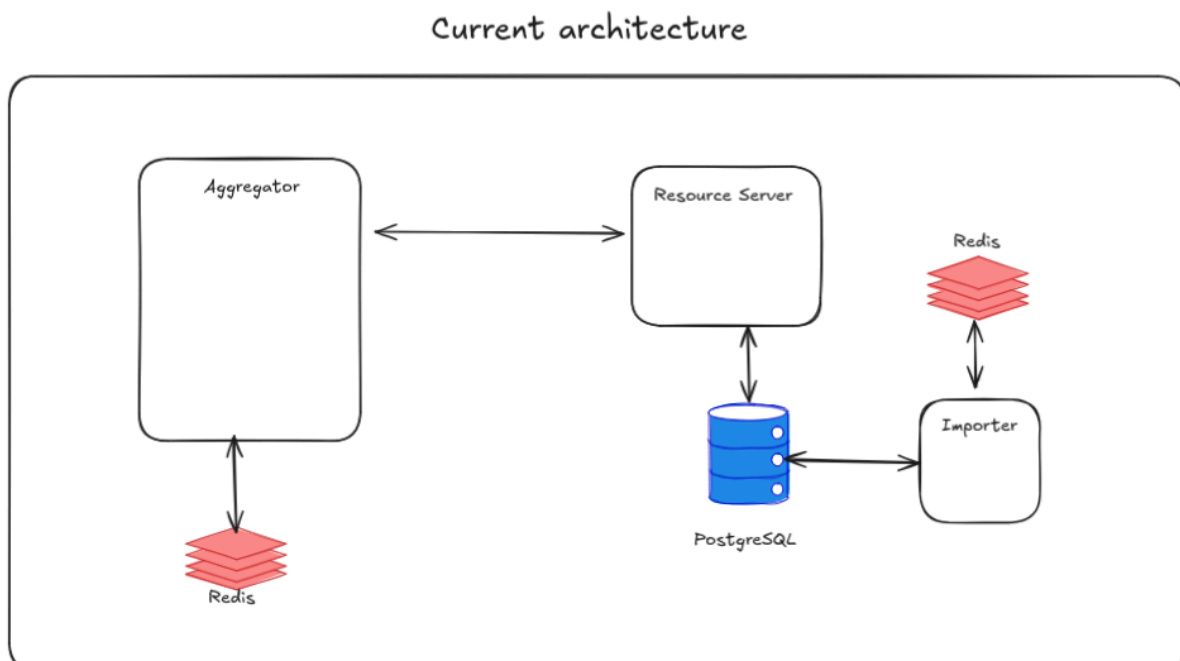 Current architecture
Aggregator
Resource Server
Redis
Importer
PostgreSQL
Redis